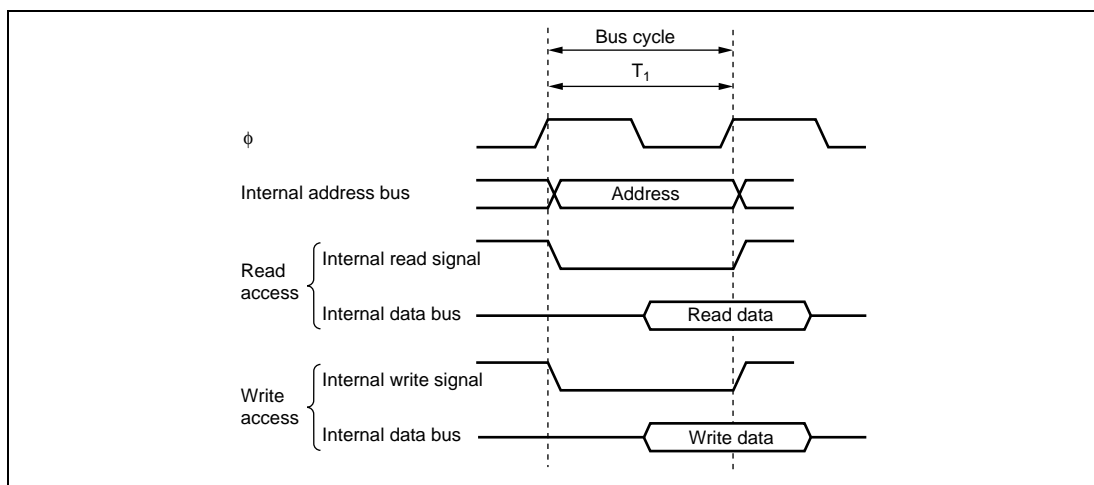 Bus cycle
T₁
ϕ
Internal address bus
Address
Read
access
Internal read signal
Internal data bus
Read data
Write
access
Internal write signal
Internal data bus
Write data